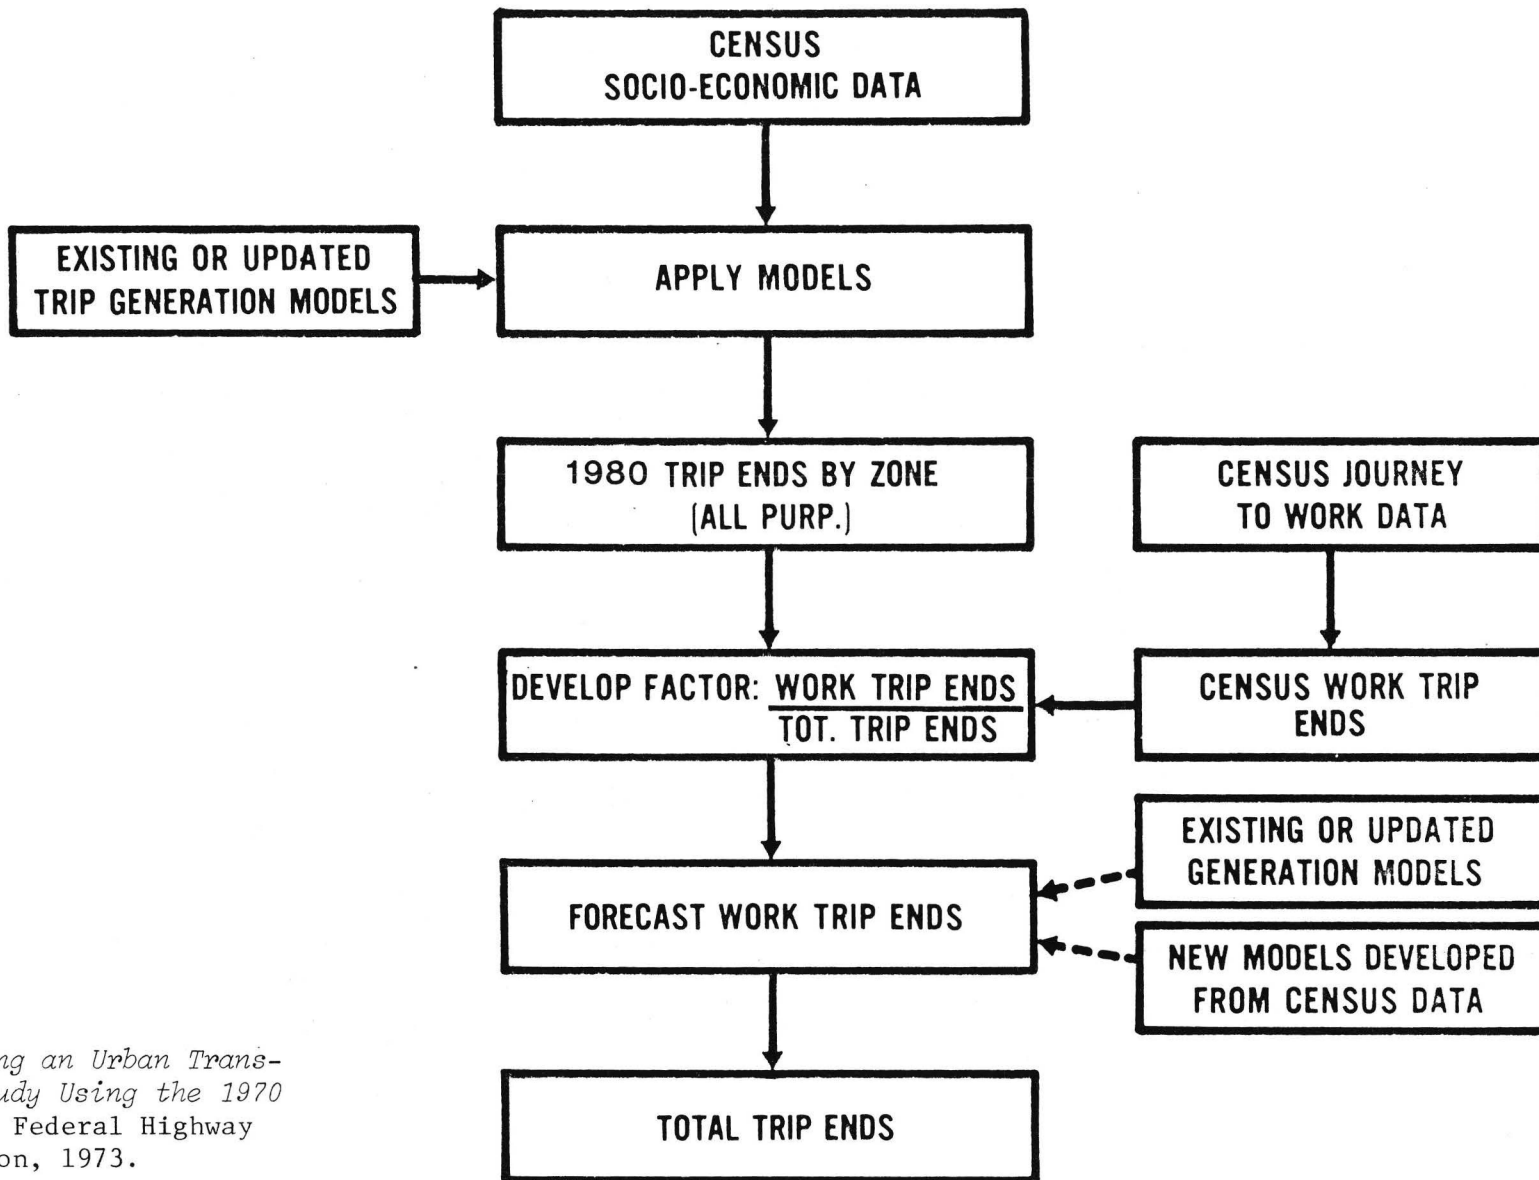 CENSUS
SOCIO-ECONOMIC DATA
EXISTING OR UPDATED
TRIP GENERATION MODELS
APPLY MODELS
1980 TRIP ENDS BY ZONE
(ALL PURP.)
CENSUS JOURNEY
TO WORK DATA
DEVELOP FACTOR: WORK TRIP ENDS
TOT. TRIP ENDS
CENSUS WORK TRIP
ENDS
EXISTING OR UPDATED
GENERATION MODELS
FORECAST WORK TRIP ENDS
NEW MODELS DEVELOPED
FROM CENSUS DATA
TOTAL TRIP ENDS
ng an Urban Trans-
udy Using the 1970
Federal Highway
on, 1973.